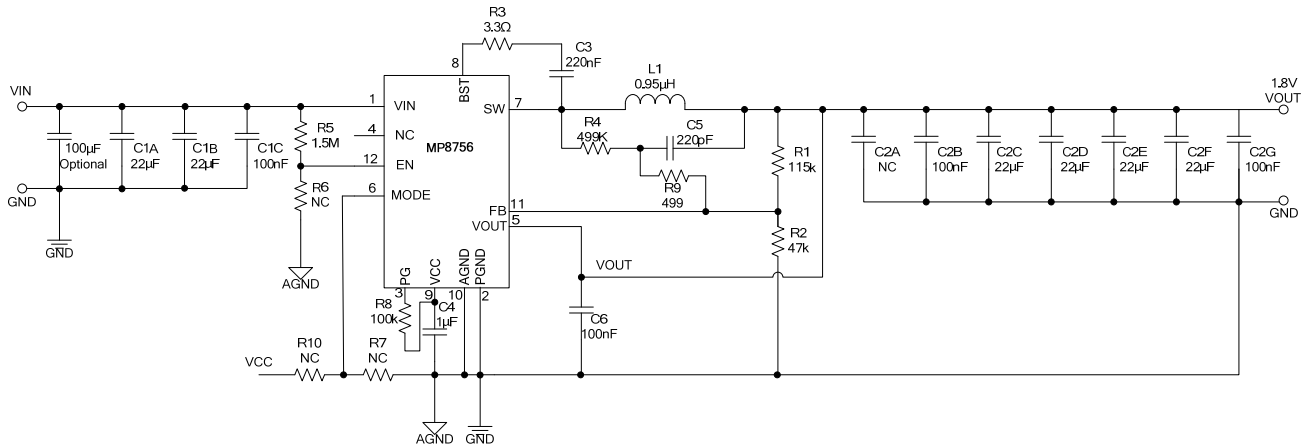 R3
3.3Ω
C3
220nF
8
BST
L1
0.95µH
VIN
1
VIN
SW
7
1.8V
VOUT
R5
1.5M
4
NC
MP8756
R4
499K
C5
220pF
100µF
Optional
C1A
22µF
C1B
22µF
C1C
100nF
12
EN
R1
115k
C2A
NC
C2B
100nF
C2C
22µF
C2D
22µF
C2E
22µF
C2F
22µF
C2G
100nF
R6
NC
6
MODE
R9
499
GND
FB
11
GND
VOUT
5
R2
47k
GND
AGND
VOUT
PG
VCC
AGND
PGND
3
9
10
2
R8
100k
C4
1µF
C6
100nF
R10
NC
R7
NC
VCC
AGND
GND